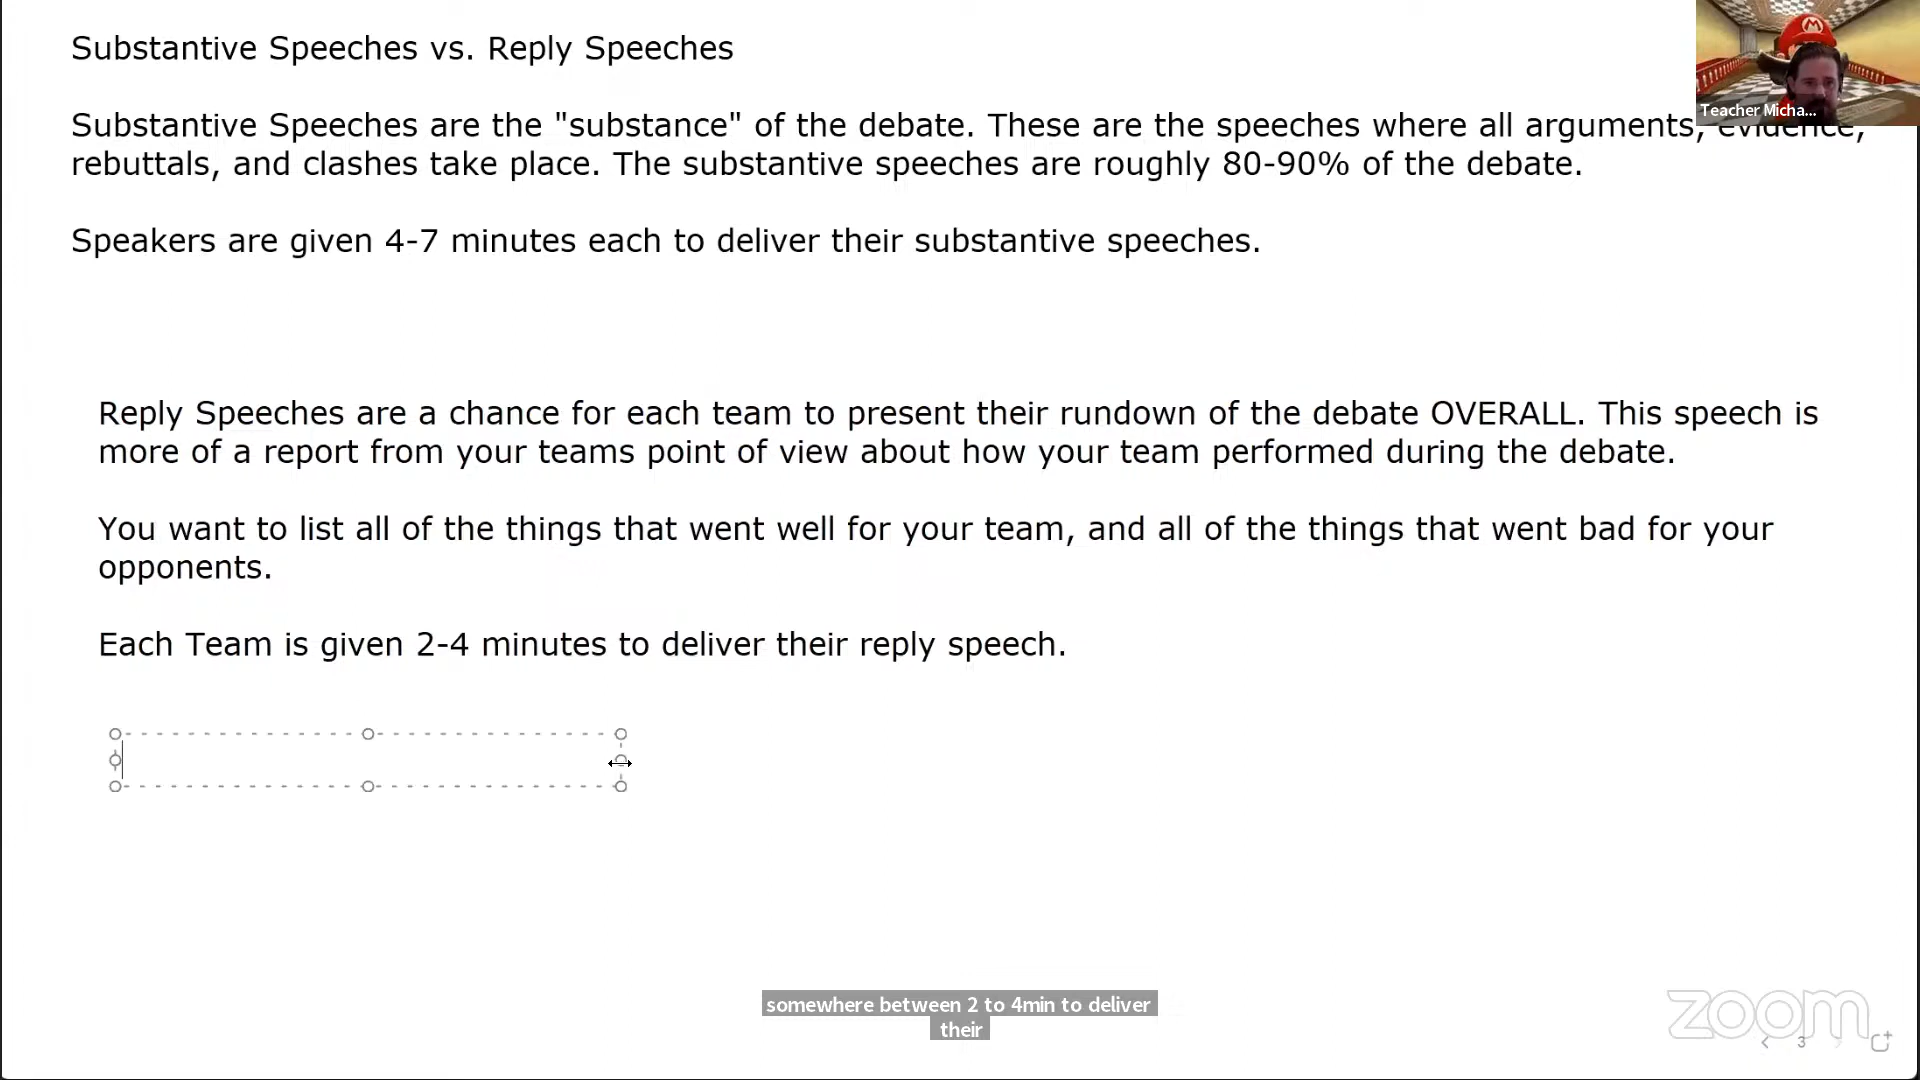 Substantive Speeches vs. Reply Speeches
Substantive Speeches are the "substance" of the debate. These are the speeches where all arguments, evidence,
rebuttals, and clashes take place. The substantive speeches are roughly 80-90% of the debate.
Speakers are given 4-7 minutes each to deliver their substantive speeches.
Reply Speeches are a chance for each team to present their rundown of the debate OVERALL. This speech is
more of a report from your teams point of view about how your team performed during the debate.
You want to list all of the things that went well for your team, and all of the things that went bad for your
opponents.
Each Team is given 2-4 minutes to deliver their reply speech.
M
Teacher Micha...
somewhere between 2 to 4min to deliver
their
zoom
3